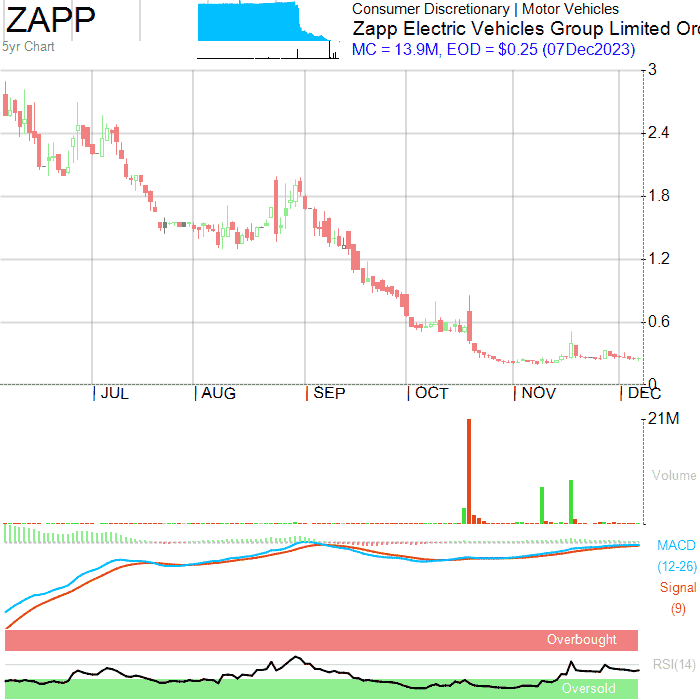 ZAPP
5yr Chart
Consumer Discretionary | Motor Vehicles
Zapp Electric Vehicles Group Limited Or
MC = 13.9M, EOD = $0.25 (07Dec2023)
3
2.4
1.8
1.2
0.6
0
JUL AUG SEP OCT NOV DEC
21M
Volume
MACD
(12-26)
Signal
(9)
Overbought
RSI(14)
Oversold